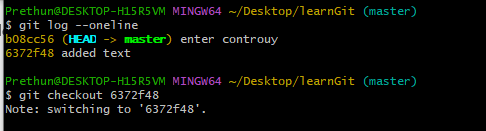 Prethun@DESKTOP-H15R5VM MINGW64 ~/Desktop/learnGit (master)
$ git log --oneline
b08cc56 (HEAD -> master) enter controuy
6372f48 added text
Prethun@DESKTOP-H15R5VM MINGW64 ~/Desktop/learnGit (master)
$ git checkout 6372f48
Note: switching to '6372f48'.